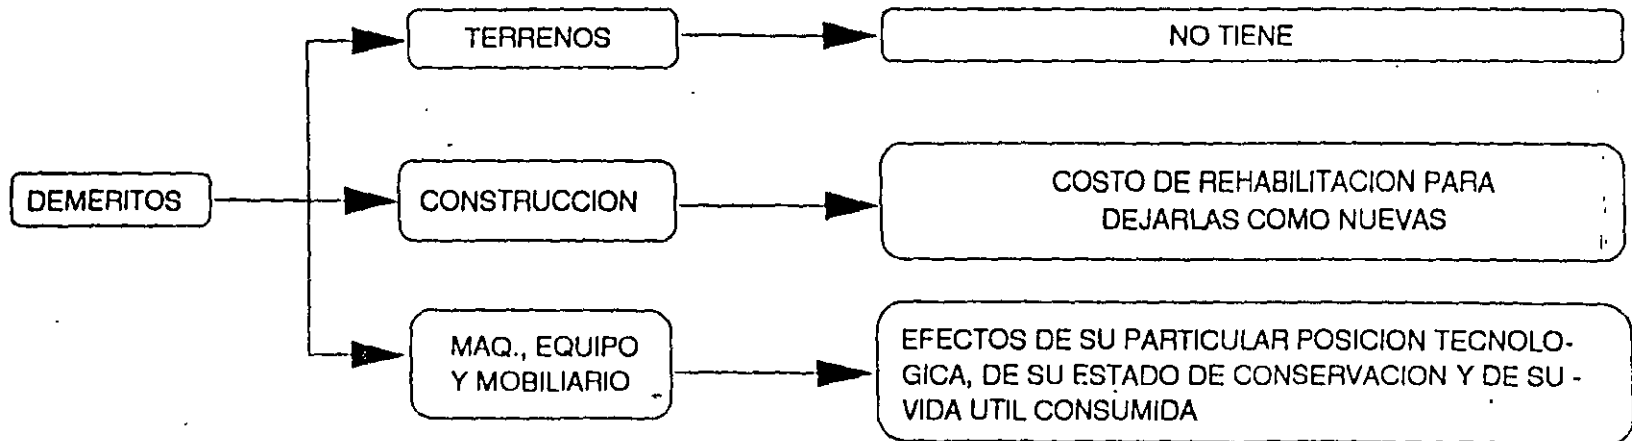 TERRENOS
NO TIENE
DEMERITOS
CONSTRUCCION
COSTO DE REHABILITACION PARA
DEJARLAS COMO NUEVAS
MAQ., EQUIPO
Y MOBILIARIO
EFECTOS DE SU PARTICULAR POSICION TECNOLO-
GICA, DE SU ESTADO DE CONSERVACION Y DE SU -
VIDA UTIL CONSUMIDA